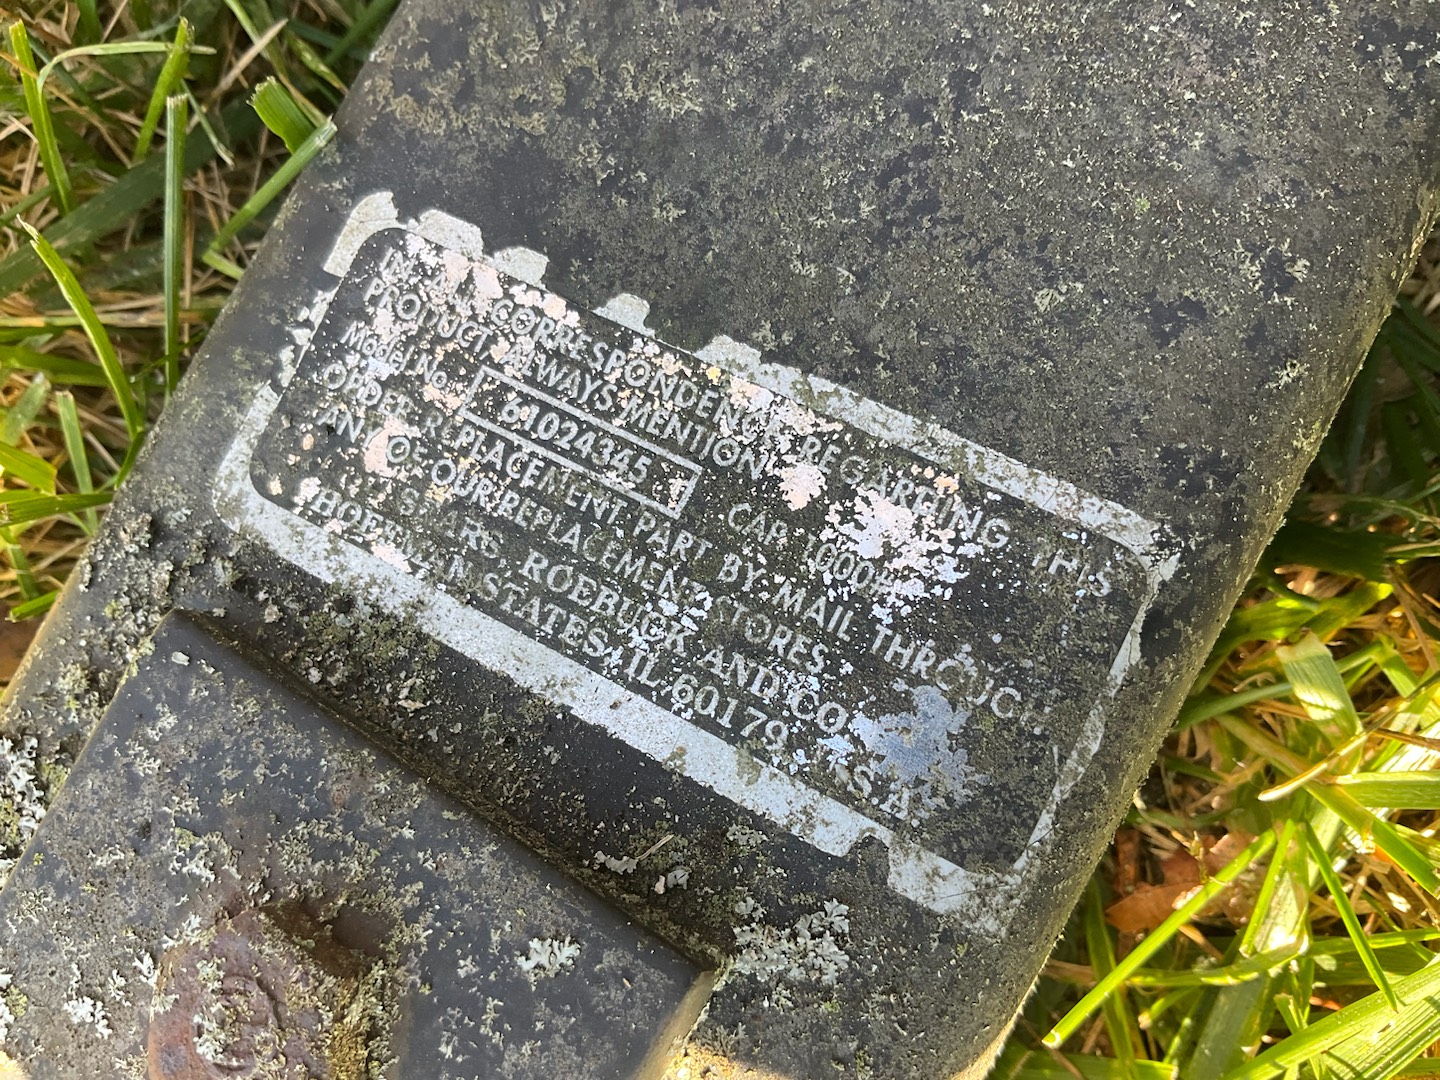 IN ALL CORRESPONDENCE REGARDING THIS
PRODUCT, ALWAYS MENTION
Model No. 61024345 CAP. 1000#
ORDER REPLACEMENT PART BY MAIL THROUGH
ANY OF OUR REPLACEMENT STORES.
SEARS, ROEBUCK AND CO.
HOFFMAN ESTATES, IL 60179 U.S.A.